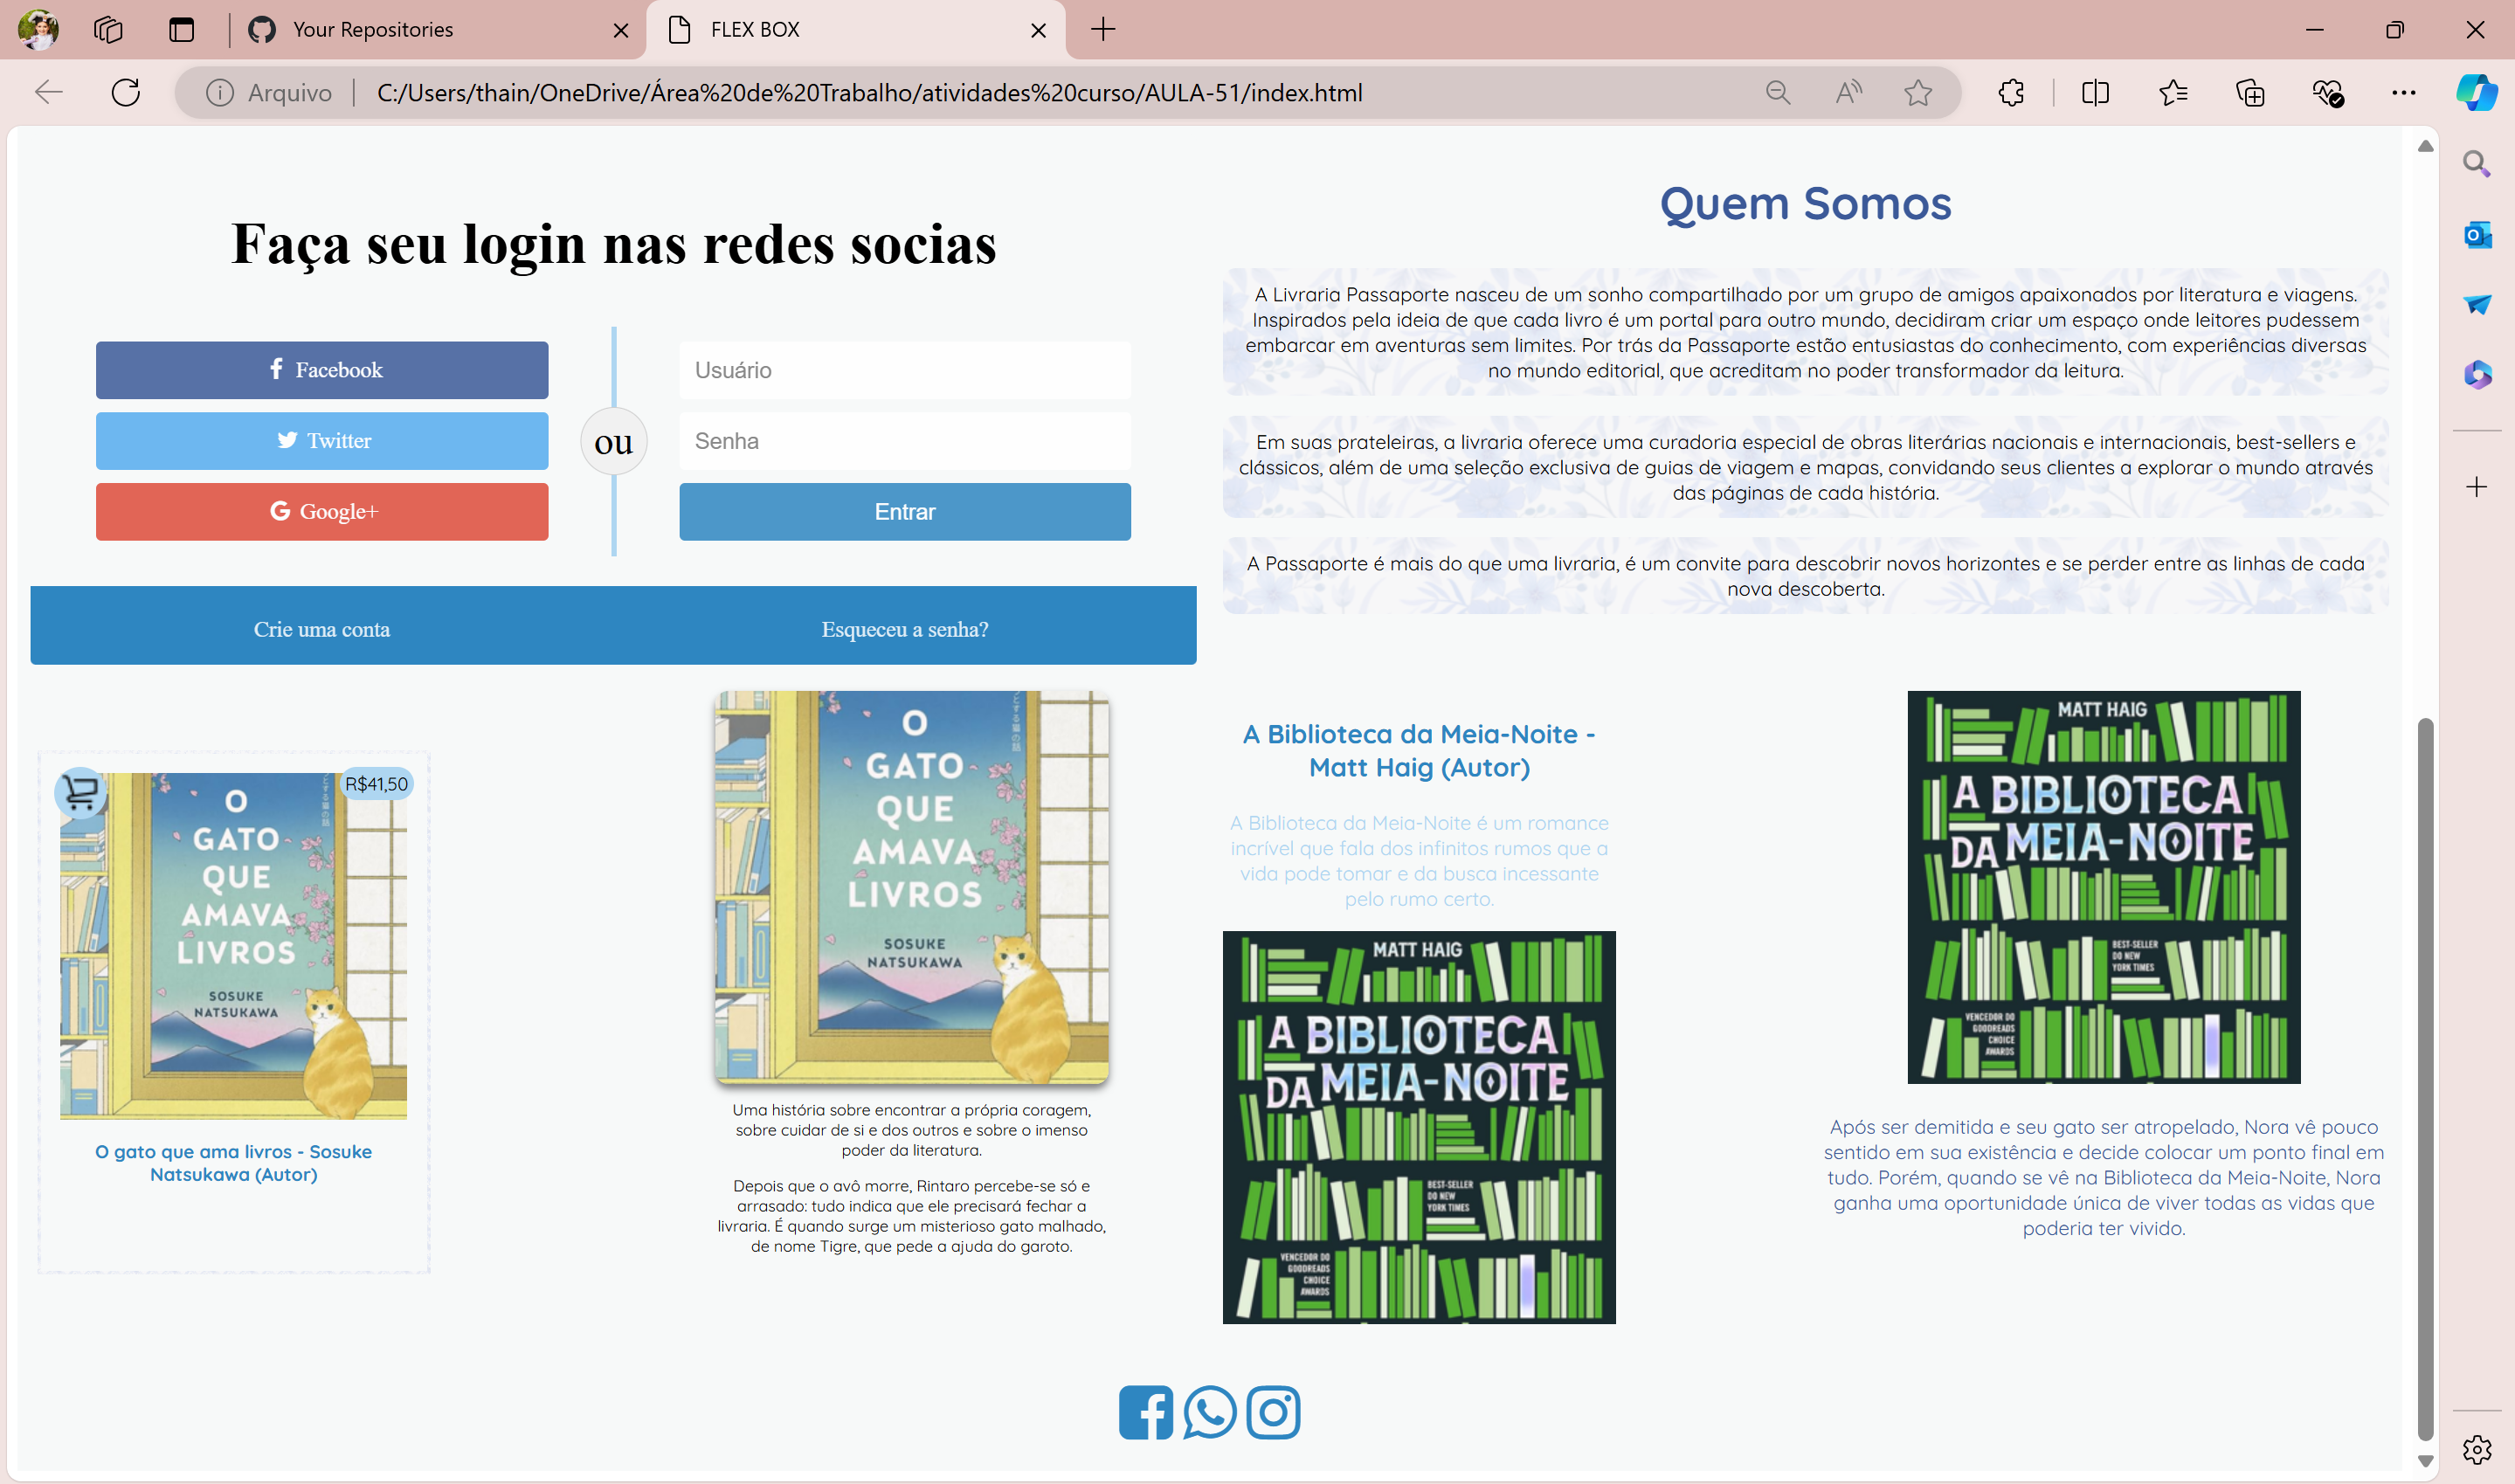 Your Repositories
FLEX BOX
Arquivo
C:/Users/thain/OneDrive/Área%20de%20Trabalho/atividades%20curso/AULA-51/index.html
Faça seu login nas redes socias
Facebook
Twitter
Google+
ou
Usuário
Senha
Entrar
Crie uma conta
Esqueceu a senha?
Quem Somos
A Livraria Passaporte nasceu de um sonho compartilhado por um grupo de amigos apaixonados por literatura e viagens.
Inspirados pela ideia de que cada livro é um portal para outro mundo, decidiram criar um espaço onde leitores pudessem
embarcar em aventuras sem limites. Por trás da Passaporte estão entusiastas do conhecimento, com experiências diversas
no mundo editorial, que acreditam no poder transformador da leitura.
Em suas prateleiras, a livraria oferece uma curadoria especial de obras literárias nacionais e internacionais, best-sellers e
clássicos, além de uma seleção exclusiva de guias de viagem e mapas, convidando seus clientes a explorar o mundo através
das páginas de cada história.
A Passaporte é mais do que uma livraria, é um convite para descobrir novos horizontes e se perder entre as linhas de cada
nova descoberta.
R$41,50
O
GATO
QUE
AMAVA
LIVROS
SOSUKE
NATSUKAWA
O gato que ama livros - Sosuke
Natsukawa (Autor)
O
GATO
QUE
AMAVA
LIVROS
SOSUKE
NATSUKAWA
Uma história sobre encontrar a própria coragem,
sobre cuidar de si e dos outros e sobre o imenso
poder da literatura.
Depois que o avô morre, Rintaro percebe-se só e
arrasado: tudo indica que ele precisará fechar a
livraria. É quando surge um misterioso gato malhado,
de nome Tigre, que pede a ajuda do garoto.
A Biblioteca da Meia-Noite -
Matt Haig (Autor)
A Biblioteca da Meia-Noite é um romance
incrível que fala dos infinitos rumos que a
vida pode tomar e da busca incessante
pelo rumo certo.
MATT HAIG
A BIBLIOTECA
DA MEIA-NOITE
BEST-SELLER
DO NEW
YORK TIMES
VENCEDOR DO
GOODREADS
CHOICE
AWARDS
MATT HAIG
A BIBLIOTECA
DA MEIA-NOITE
BEST-SELLER
DO NEW
YORK TIMES
VENCEDOR DO
GOODREADS
CHOICE
AWARDS
Após ser demitida e seu gato ser atropelado, Nora vê pouco
sentido em sua existência e decide colocar um ponto final em
tudo. Porém, quando se vê na Biblioteca da Meia-Noite, Nora
ganha uma oportunidade única de viver todas as vidas que
poderia ter vivido.